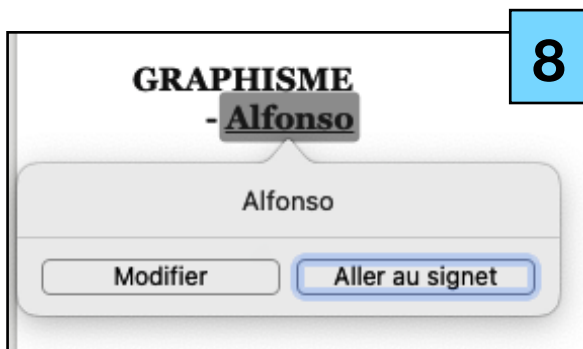 8
GRAPHISME
- Alfonso
Alfonso
Modifier
Aller au signet